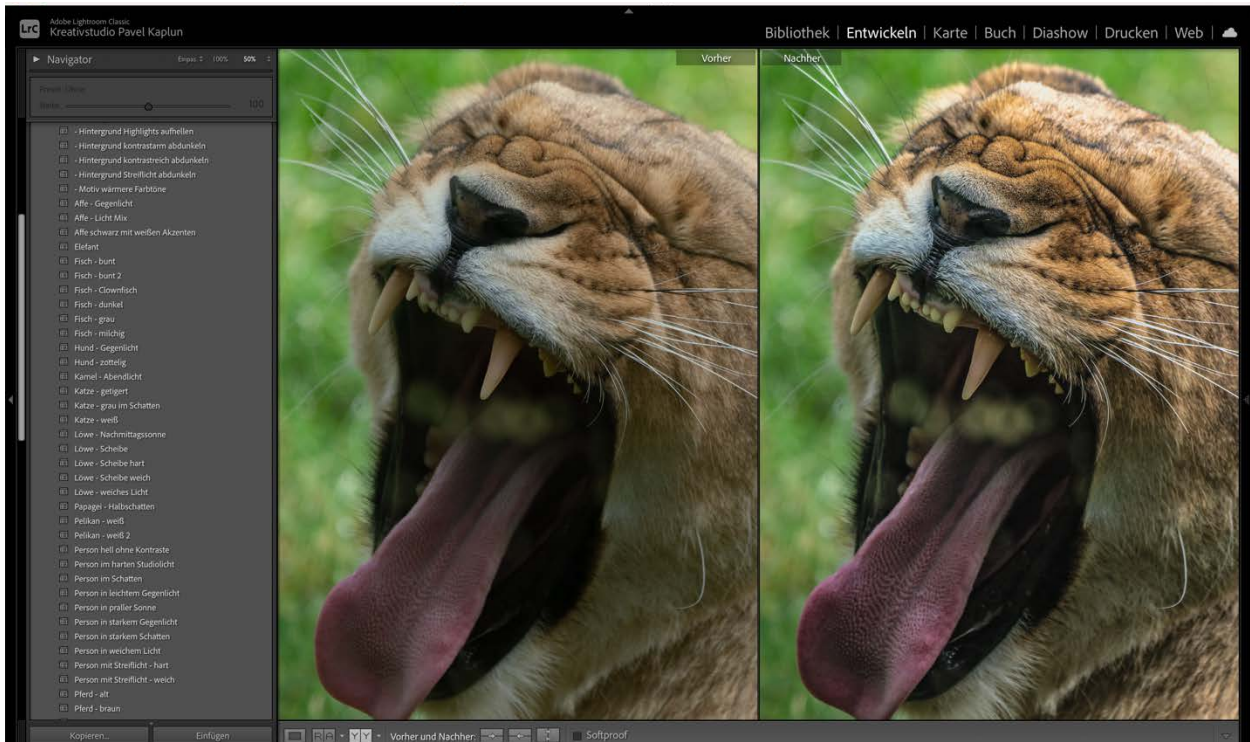 LrC
Adobe Lightroom Classic
Kreativstudio Pavel Kaplun
Bibliothek | Entwickeln | Karte | Buch | Diashow | Drucken | Web |
Navigator
100%
50%
100
- Hintergrund Highlights aufhellen
- Hintergrund kontrastarm abdunkeln
- Hintergrund kontrastreich abdunkeln
- Hintergrund Streiflicht abdunkeln
- Motiv wärmere Farbtöne
Affe - Gegenlicht
Affe - Licht Mix
Affe schwarz mit weißen Akzenten
Elefant
Fisch - bunt
Fisch - bunt 2
Fisch - Clownfisch
Fisch - dunkel
Fisch - grau
Fisch - milchig
Hund - Gegenlicht
Hund - zottelig
Kamel - Abendlicht
Katze - getigert
Katze - grau im Schatten
Katze - weiß
Löwe - Nachmittagssonne
Löwe - Scheibe
Löwe - Scheibe hart
Löwe - Scheibe weich
Löwe - weiches Licht
Papagei - Halbschatten
Pelikan - weiß
Pelikan - weiß 2
Person hell ohne Kontraste
Person im harten Studiolicht
Person im Schatten
Person in leichtem Gegenlicht
Person in praller Sonne
Person in starkem Gegenlicht
Person in starkem Schatten
Person in weichem Licht
Person mit Streiflicht - hart
Person mit Streiflicht - weich
Pferd - alt
Pferd - braun
Kopieren...
Einfügen
Vorher
Nachher
R A
Y Y
Vorher und Nachher:
Softproof